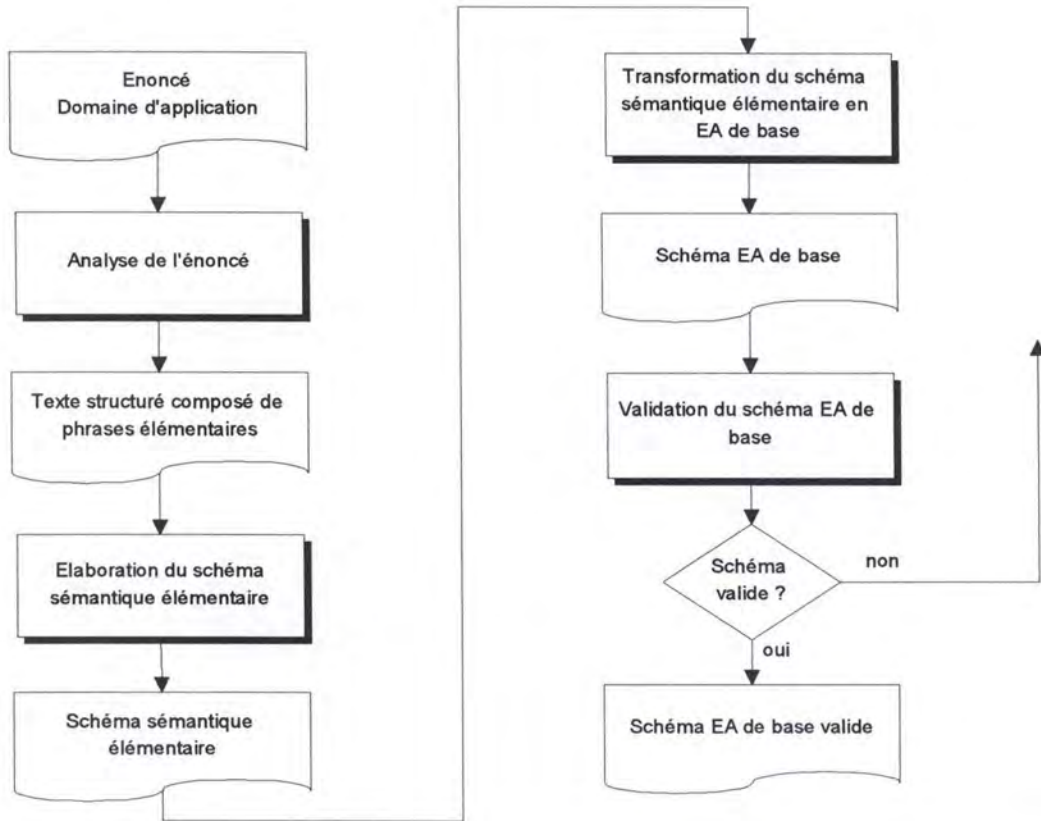 Enoncé
Domaine d'application
Analyse de l'énoncé
Texte structuré composé de
phrases élémentaires
Elaboration du schéma
sémantique élémentaire
Schéma sémantique
élémentaire
Transformation du schéma
sémantique élémentaire en
EA de base
Schéma EA de base
Validation du schéma EA de
base
Schéma
valide ?
non
oui
Schéma EA de base valide